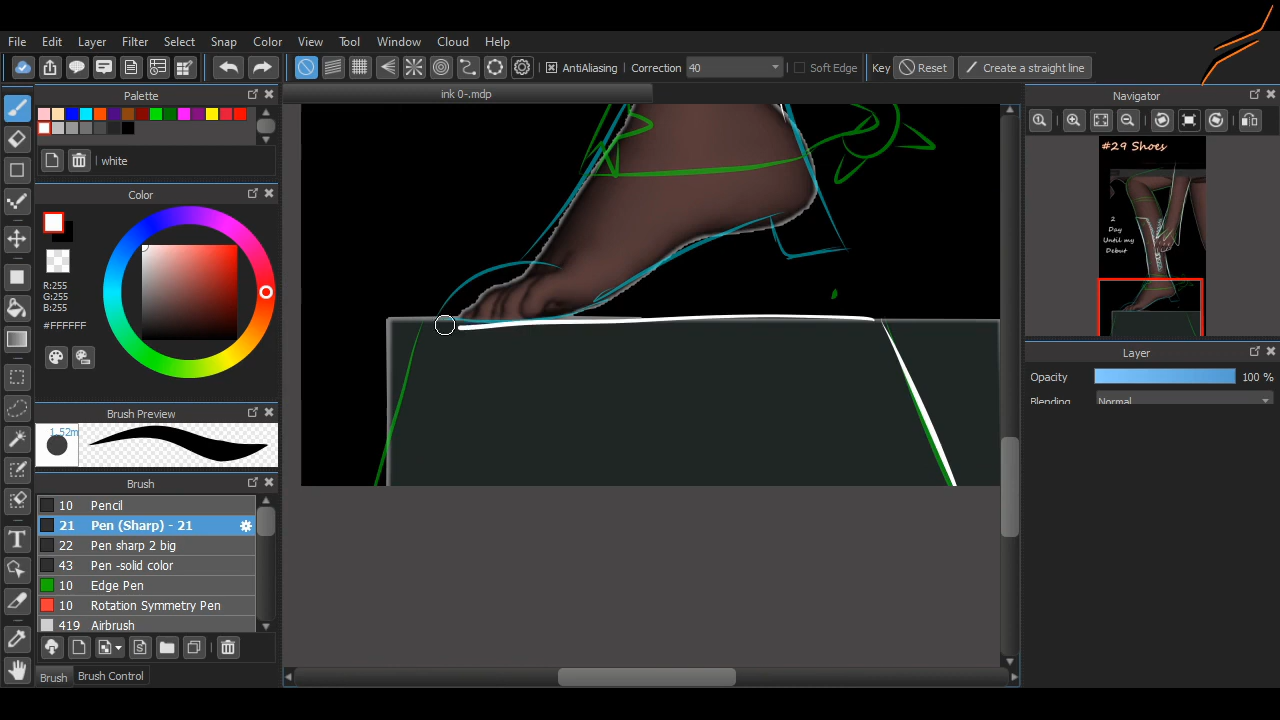 File Edit Layer Filter Select Snap Color View Tool Window Cloud Help
AntiAliasing Correction 40 Soft Edge Key Reset Create a straight line
Palette
ink 0-.mdp
Navigator
white
Color
R:255
G:255
B:255
#FFFFFF
#29 Shoes
2
Day
Until my
Debut
Layer
Opacity 100 %
Blending Normal
Brush Preview
1.52m
Brush
10 Pencil
21 Pen (Sharp) - 21
22 Pen sharp 2 big
43 Pen -solid color
10 Edge Pen
10 Rotation Symmetry Pen
419 Airbrush
Brush Brush Control